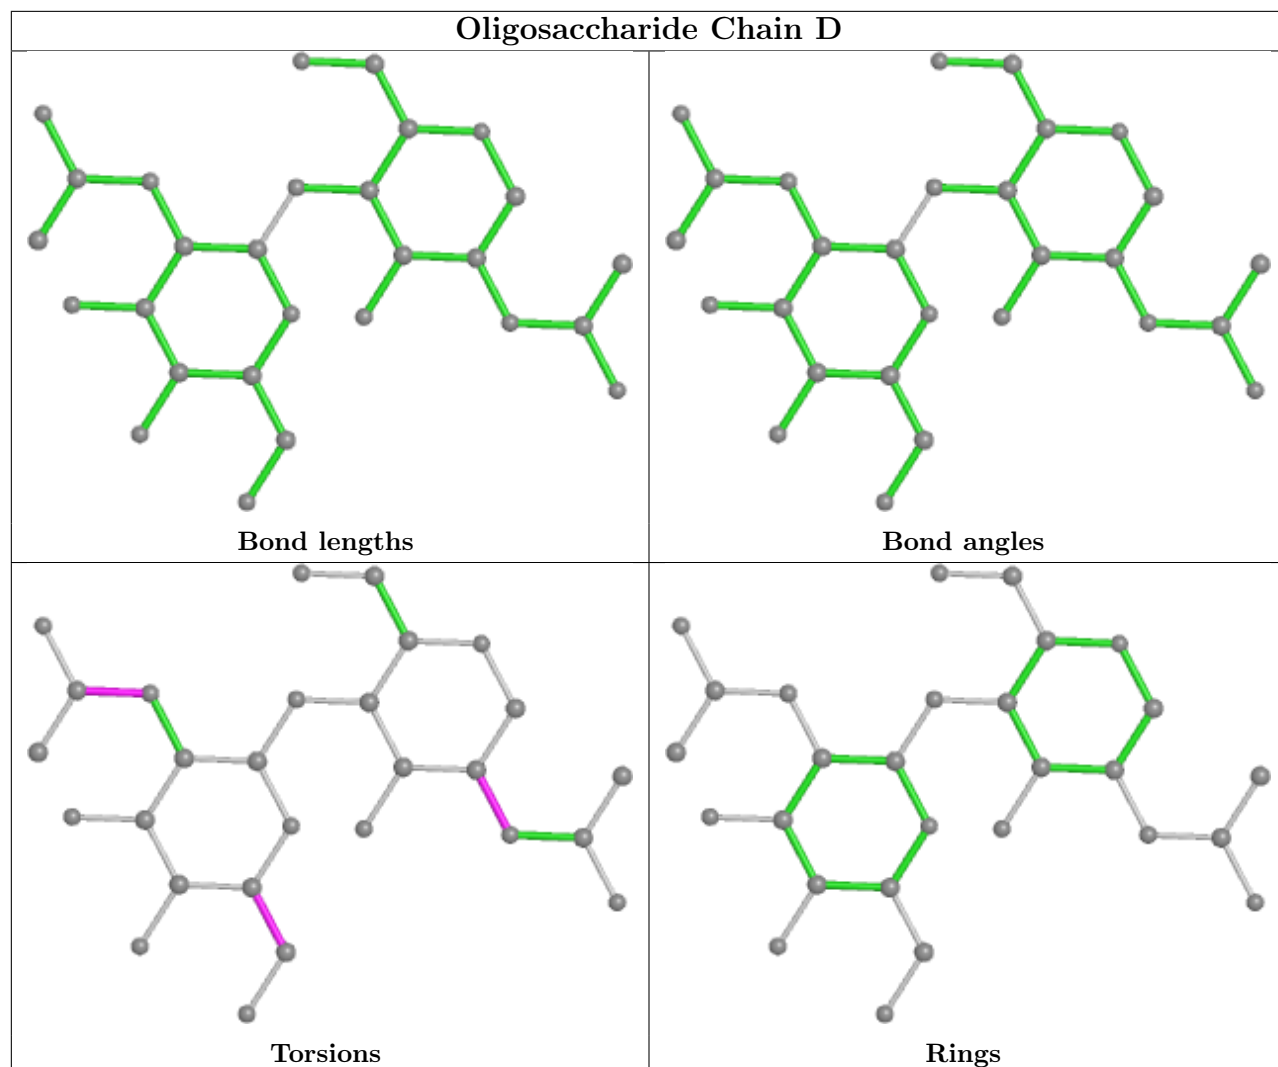 Oligosaccharide Chain D
Bond lengths
Bond angles
Torsions
Rings